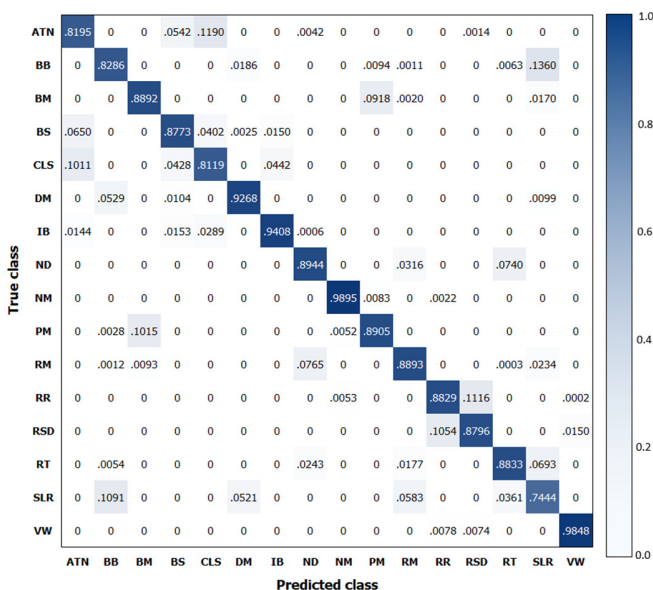 True class
ATN .8195 0 0 .0542 .1190 0 0 .0042 0 0 0 0 .0014 0 0 0
BB 0 .8286 0 0 0 .0186 0 0 0 .0094 .0011 0 0 .0063 .1360 0
BM 0 0 .8892 0 0 0 0 0 0 .0918 .0020 0 0 0 .0170 0
BS .0650 0 0 .8773 .0402 .0025 .0150 0 0 0 0 0 0 0 0 0
CLS .1011 0 0 .0428 .8119 0 .0442 0 0 0 0 0 0 0 0 0
DM 0 .0529 0 .0104 0 .9268 0 0 0 0 0 0 0 0 .0099 0
IB .0144 0 0 .0153 .0289 0 .9408 .0006 0 0 0 0 0 0 0 0
ND 0 0 0 0 0 0 0 .8944 0 0 .0316 0 0 .0740 0 0
NM 0 0 0 0 0 0 0 0 .9895 .0083 0 .0022 0 0 0 0
PM 0 .0028 .1015 0 0 0 0 0 .0052 .8905 0 0 0 0 0 0
RM 0 .0012 .0093 0 0 0 0 .0765 0 0 .8893 0 0 .0003 .0234 0
RR 0 0 0 0 0 0 0 0 .0053 0 0 .8829 .1116 0 0 .0002
RSD 0 0 0 0 0 0 0 0 0 0 0 .1054 .8796 0 0 .0150
RT 0 .0054 0 0 0 0 0 .0243 0 0 .0177 0 0 .8833 .0693 0
SLR 0 .1091 0 0 0 .0521 0 0 0 0 .0583 0 0 .0361 .7444 0
VW 0 0 0 0 0 0 0 0 0 0 0 .0078 .0074 0 0 .9848
ATN BB BM BS CLS DM IB ND NM PM RM RR RSD RT SLR VW
Predicted class
1.0
0.8
0.6
0.4
0.2
0.0